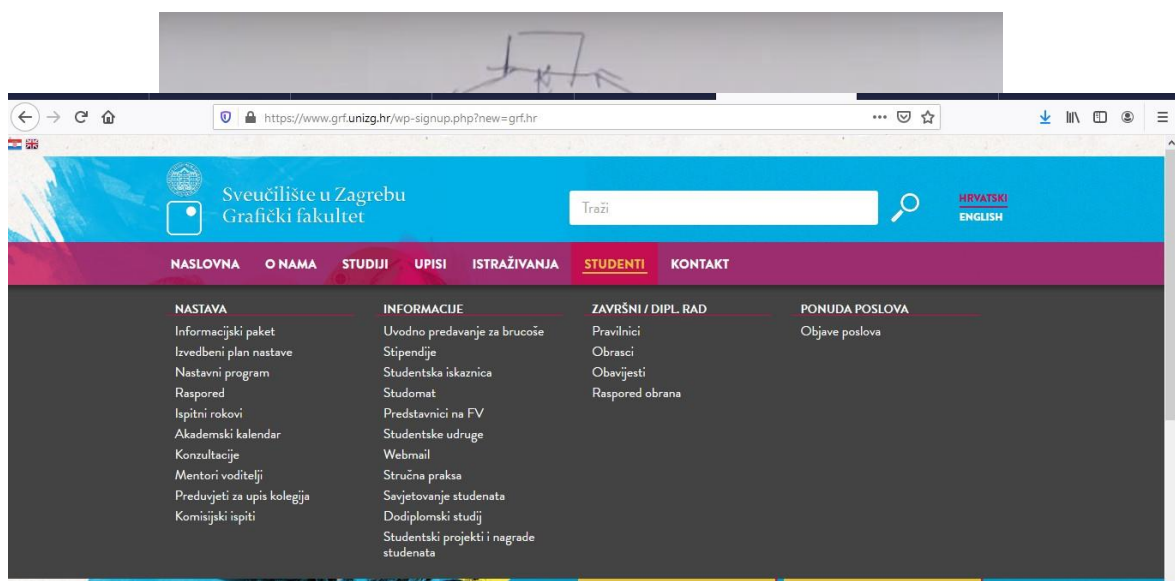 https://www.grf.unizg.hr/wp-signup.php?new=grf.hr
Sveučilište u Zagrebu
Grafički fakultet
Traži
HRVATSKI
ENGLISH
NASLOVNA O NAMA STUDIJI UPISI ISTRAŽIVANJA STUDENTI KONTAKT
NASTAVA
Informacijski paket
Izvedbeni plan nastave
Nastavni program
Raspored
Ispitni rokovi
Akademski kalendar
Konzultacije
Mentori voditelji
Preduvjeti za upis kolegija
Komisijski ispiti
INFORMACIJE
Uvodno predavanje za brucoše
Stipendije
Studentska iskaznica
Studomat
Predstavnici na FV
Studentske udruge
Webmail
Stručna praksa
Savjetovanje studenata
Dodiplomski studij
Studentski projekti i nagrade
studenata
ZAVRŠNI / DIPL. RAD
Pravilnici
Obrasci
Obavijesti
Raspored obrana
PONUDA POSLOVA
Objave poslova